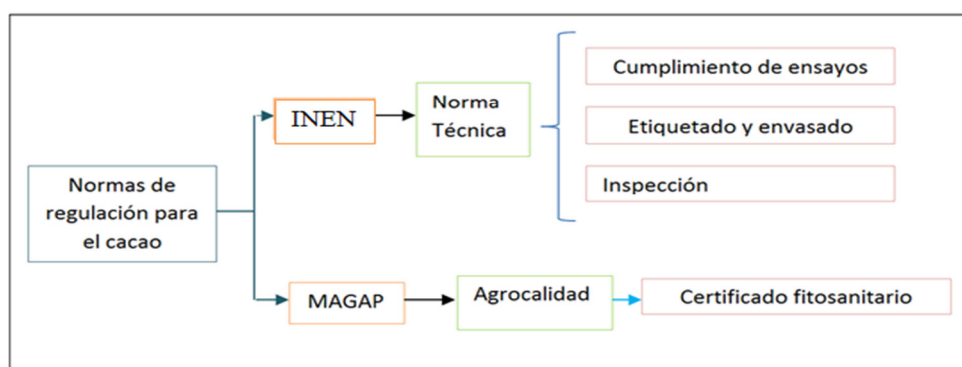 Normas de
regulación para
el cacao
INEN
Norma
Técnica
Cumplimiento de ensayos
Etiquetado y envasado
Inspección
MAGAP
Agrocalidad
Certificado fitosanitario